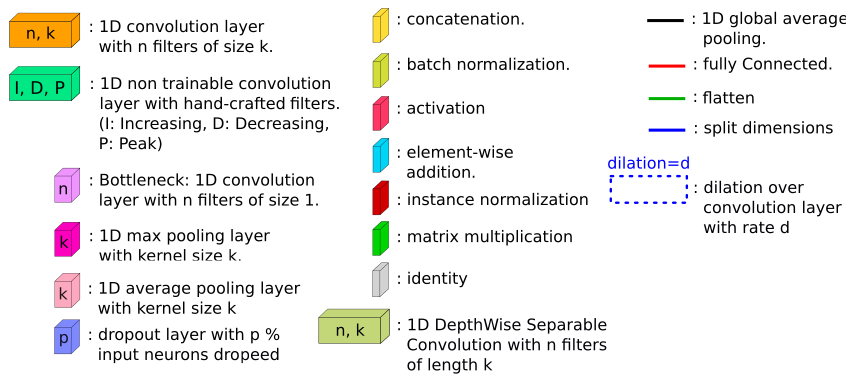 n, k : 1D convolution layer
with n filters of size k.
I, D, P : 1D non trainable convolution
layer with hand-crafted filters.
(I: Increasing, D: Decreasing,
P: Peak)
n : Bottleneck: 1D convolution
layer with n filters of size 1.
k : 1D max pooling layer
with kernel size k.
k : 1D average pooling layer
with kernel size k
p : dropout layer with p %
input neurons dropeed
: concatenation.
: batch normalization.
: activation
: element-wise
addition.
: instance normalization
: matrix multiplication
: identity
n, k : 1D DepthWise Separable
Convolution with n filters
of length k
: 1D global average
pooling.
: fully Connected.
: flatten
: split dimensions
dilation=d
: dilation over
convolution layer
with rate d